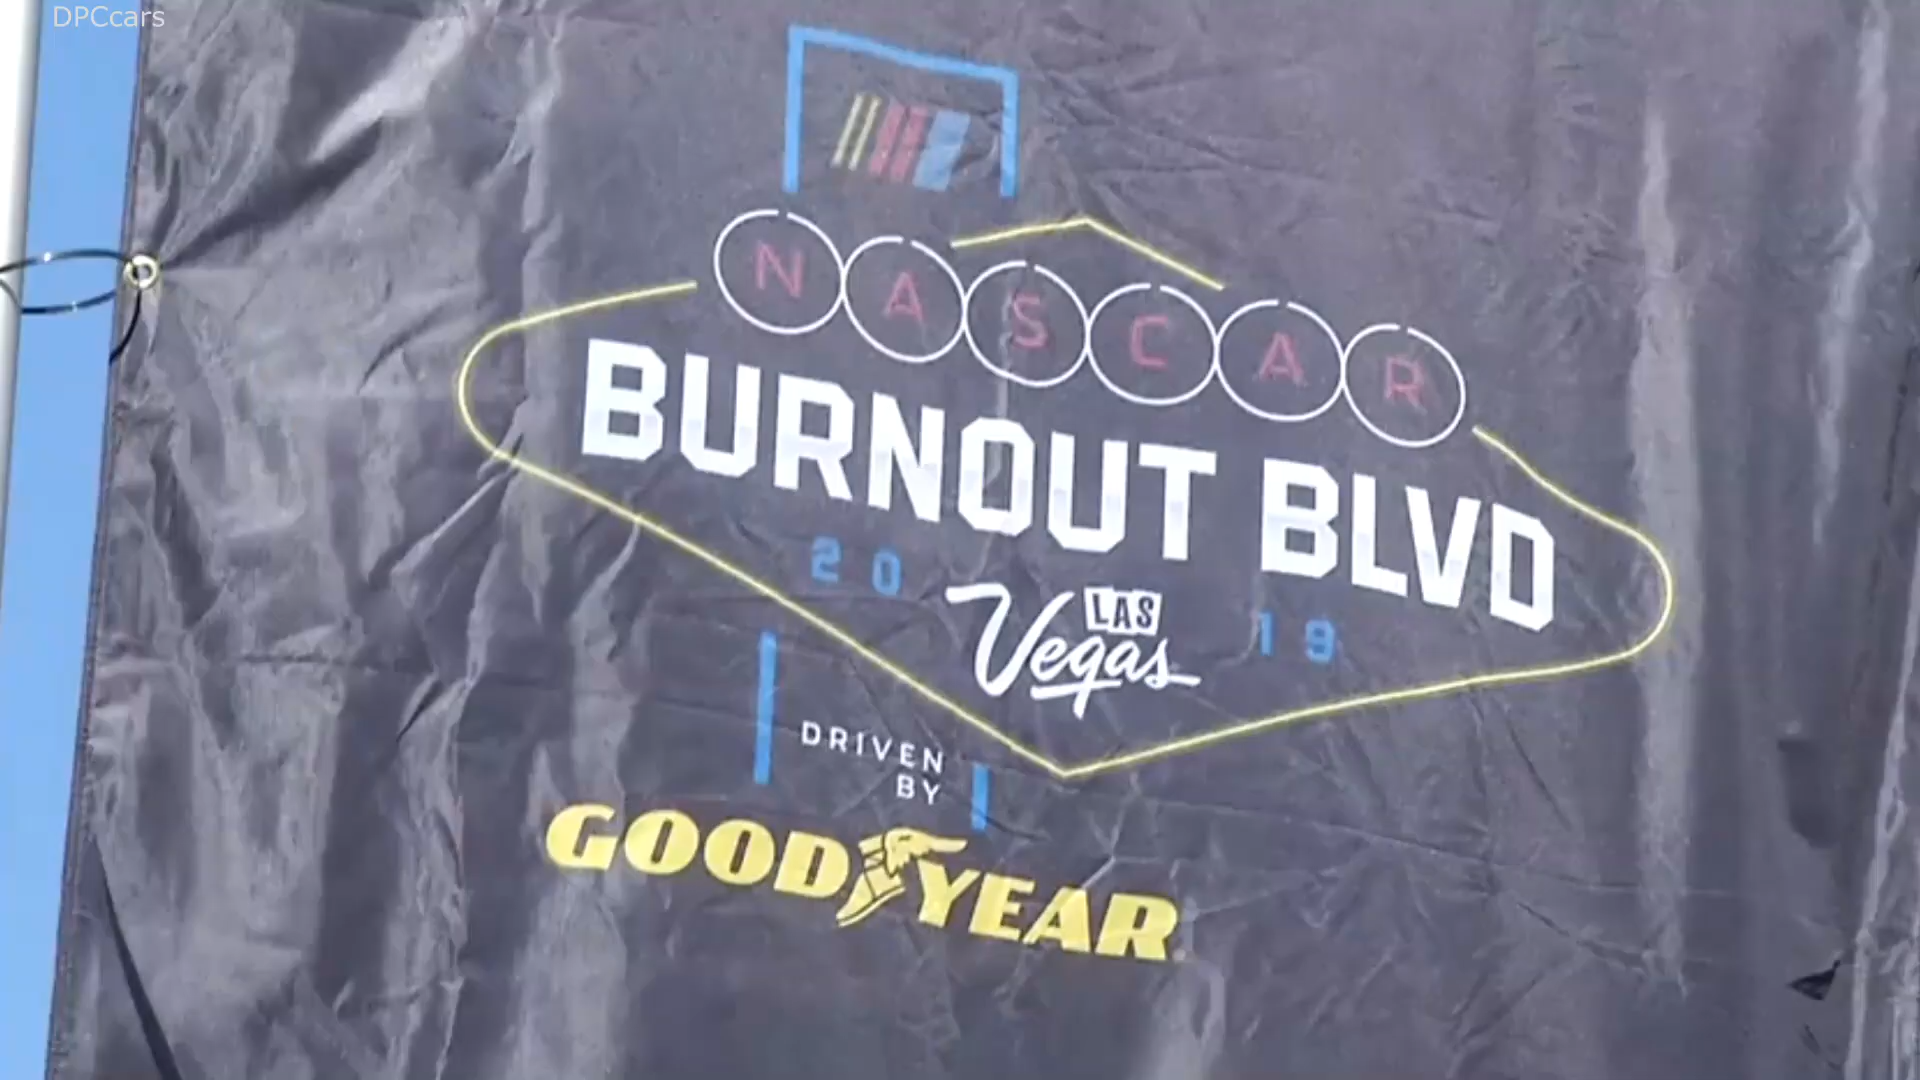 DPCcars
NASCAR
BURNOUT BLVD
20 LAS 19
Vegas
DRIVEN
BY
GOODYEAR